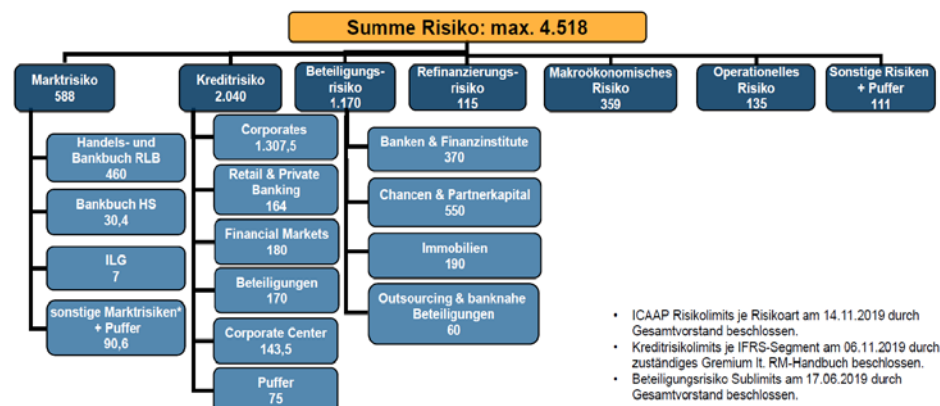 Summe Risiko: max. 4.518
Marktrisiko
588
Kreditrisiko
2.040
Beteiligungs-
risiko
1.170
Refinanzierungs-
risiko
115
Makroökonomisches
Risiko
359
Operationelles
Risiko
135
Sonstige Risiken
+ Puffer
111
Handels- und
Bankbuch RLB
460
Bankbuch HS
30,4
ILG
7
sonstige Marktrisiken*
+ Puffer
90,6
Corporates
1.307,5
Retail & Private
Banking
164
Financial Markets
180
Beteiligungen
170
Corporate Center
143,5
Puffer
75
Banken & Finanzinstitute
370
Chancen & Partnerkapital
550
Immobilien
190
Outsourcing & banknahe
Beteiligungen
60
• ICAAP Risikolimits je Risikoart am 14.11.2019 durch
Gesamtvorstand beschlossen.
• Kreditrisikolimits je IFRS-Segment am 06.11.2019 durch
zuständiges Gremium lt. RM-Handbuch beschlossen.
• Beteiligungsrisiko Sublimits am 17.06.2019 durch
Gesamtvorstand beschlossen.